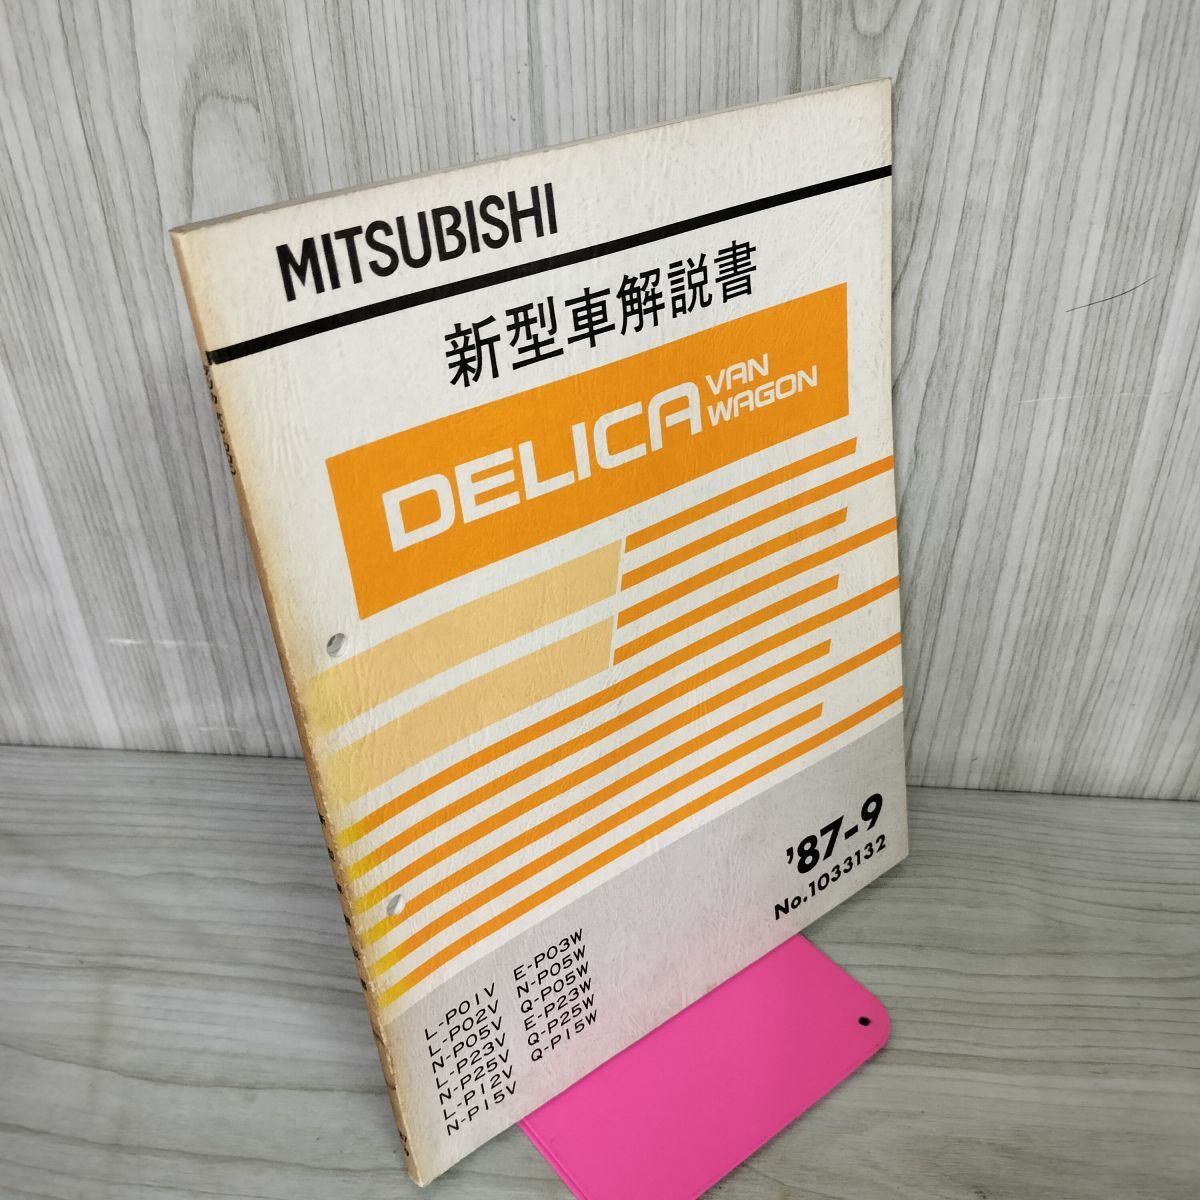 MITSUBISHI
新型車解説書
DELICA VAN WAGON
'87-9
No.1033132
L-P01V
L-P02V
N-P05V
L-P23V
N-P25V
L-P12V
N-P15V
E-P03W
N-P05W
Q-P05W
E-P23W
Q-P25W
Q-P15W